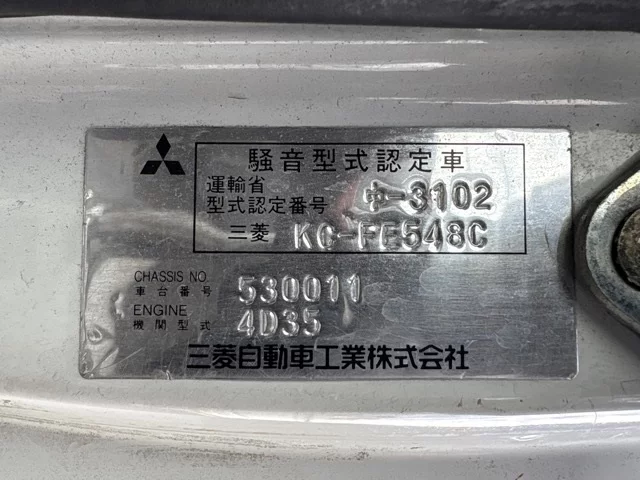 騒音型式認定車
運輸省
型式認定番号 中-3102
三菱 KC-FE548C
CHASSIS NO.
車台番号 530011
ENGINE
機関型式 4D35
三菱自動車工業株式会社